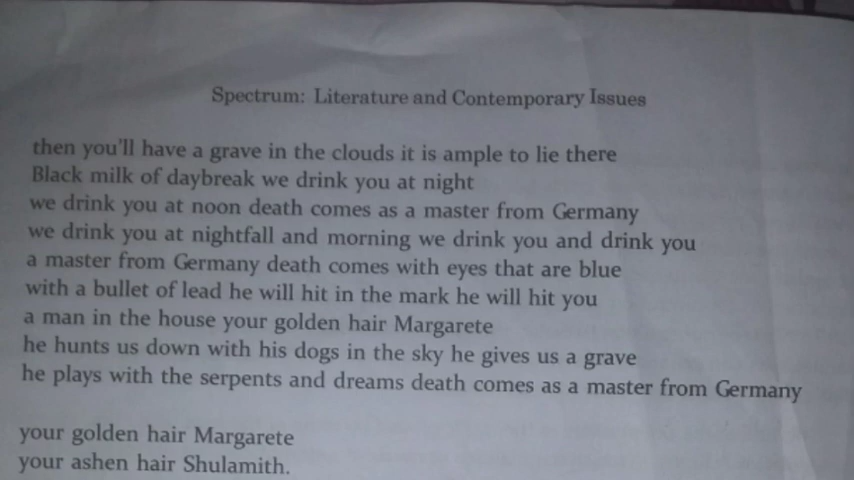 Spectrum: Literature and Contemporary Issues
then you'll have a grave in the clouds it is ample to lie there
Black milk of daybreak we drink you at night
we drink you at noon death comes as a master from Germany
we drink you at nightfall and morning we drink you and drink you
a master from Germany death comes with eyes that are blue
with a bullet of lead he will hit in the mark he will hit you
a man in the house your golden hair Margarete
he hunts us down with his dogs in the sky he gives us a grave
he plays with the serpents and dreams death comes as a master from Germany
your golden hair Margarete
your ashen hair Shulamith.